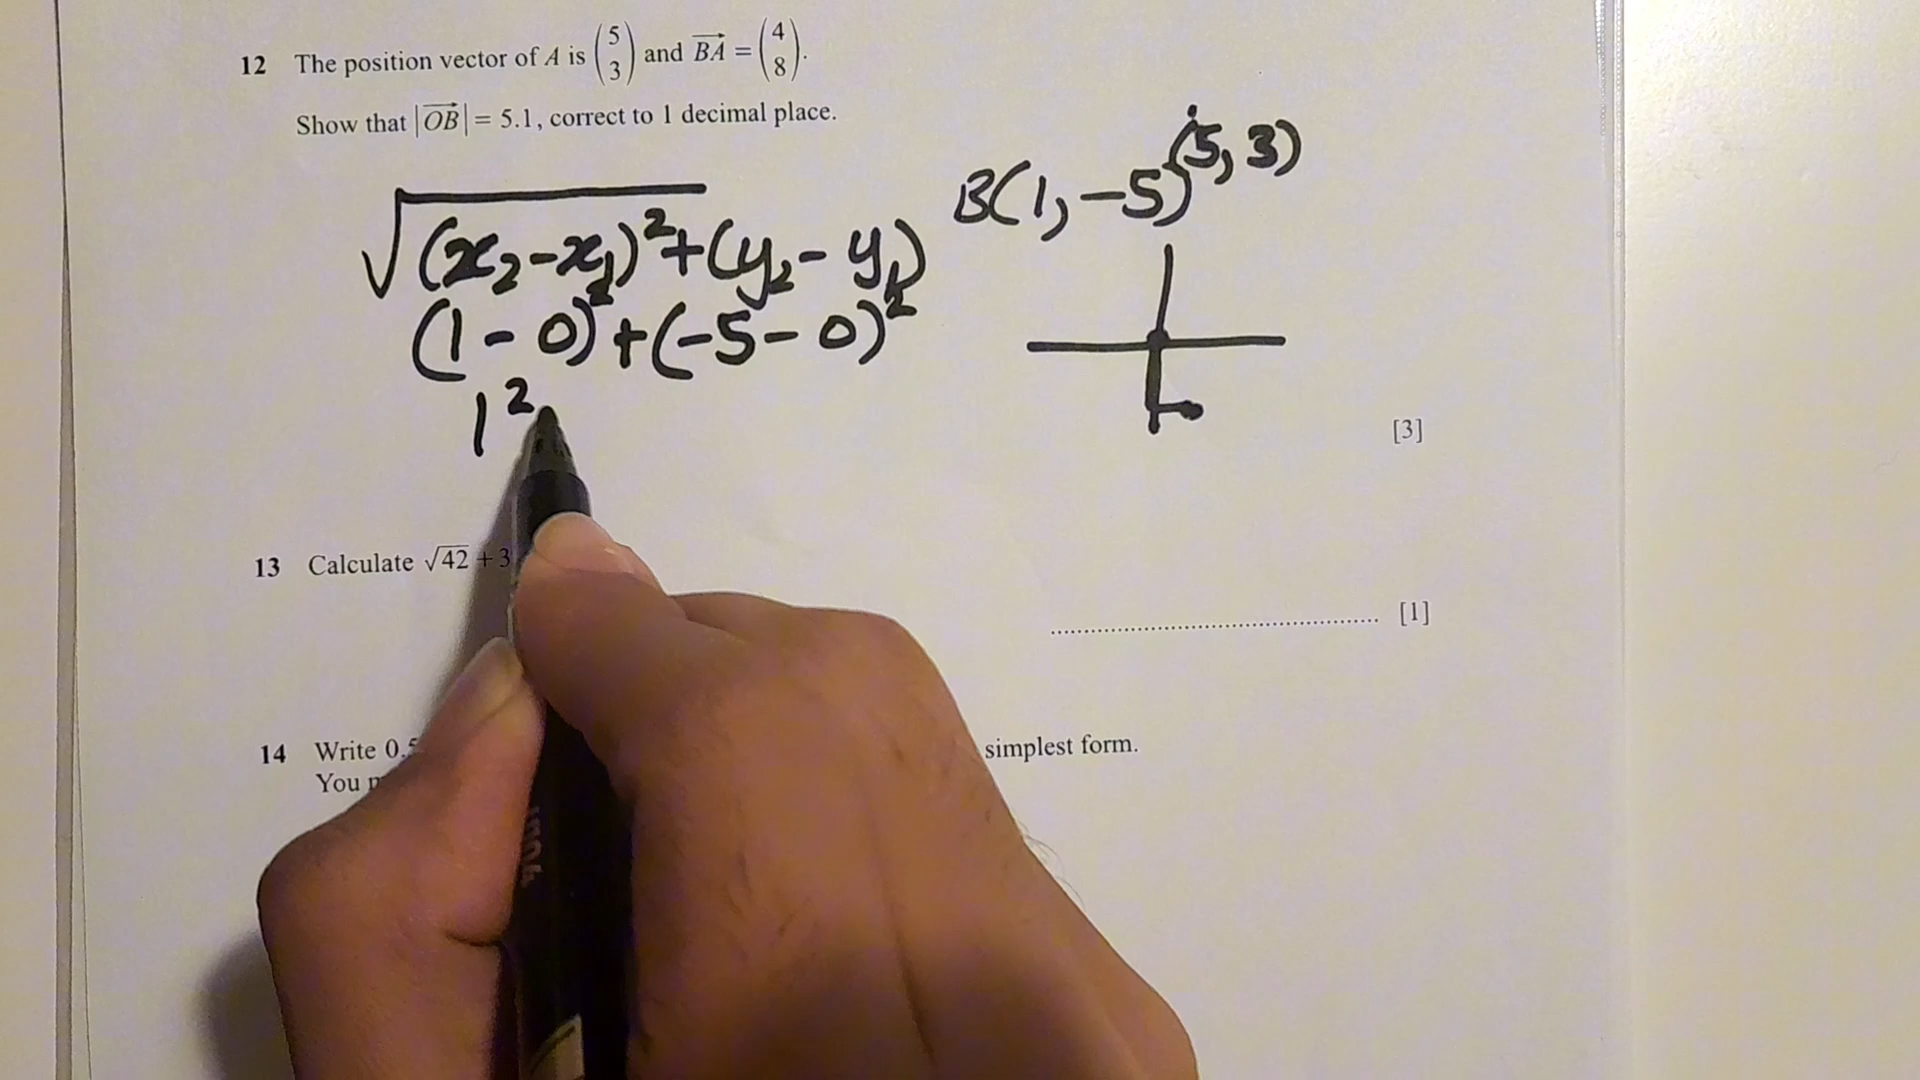 12 The position vector of A is (5 3) and BA = (4 8).
Show that |OB| = 5.1, correct to 1 decimal place.
(5, 3)
B(1, -5)
√(x₂-x₁)²+(y₂-y₁)
(1-0)²+(-5-0)²
1²
[3]
13 Calculate √42 + 3
[1]
14 Write 0.5 simplest form.
You